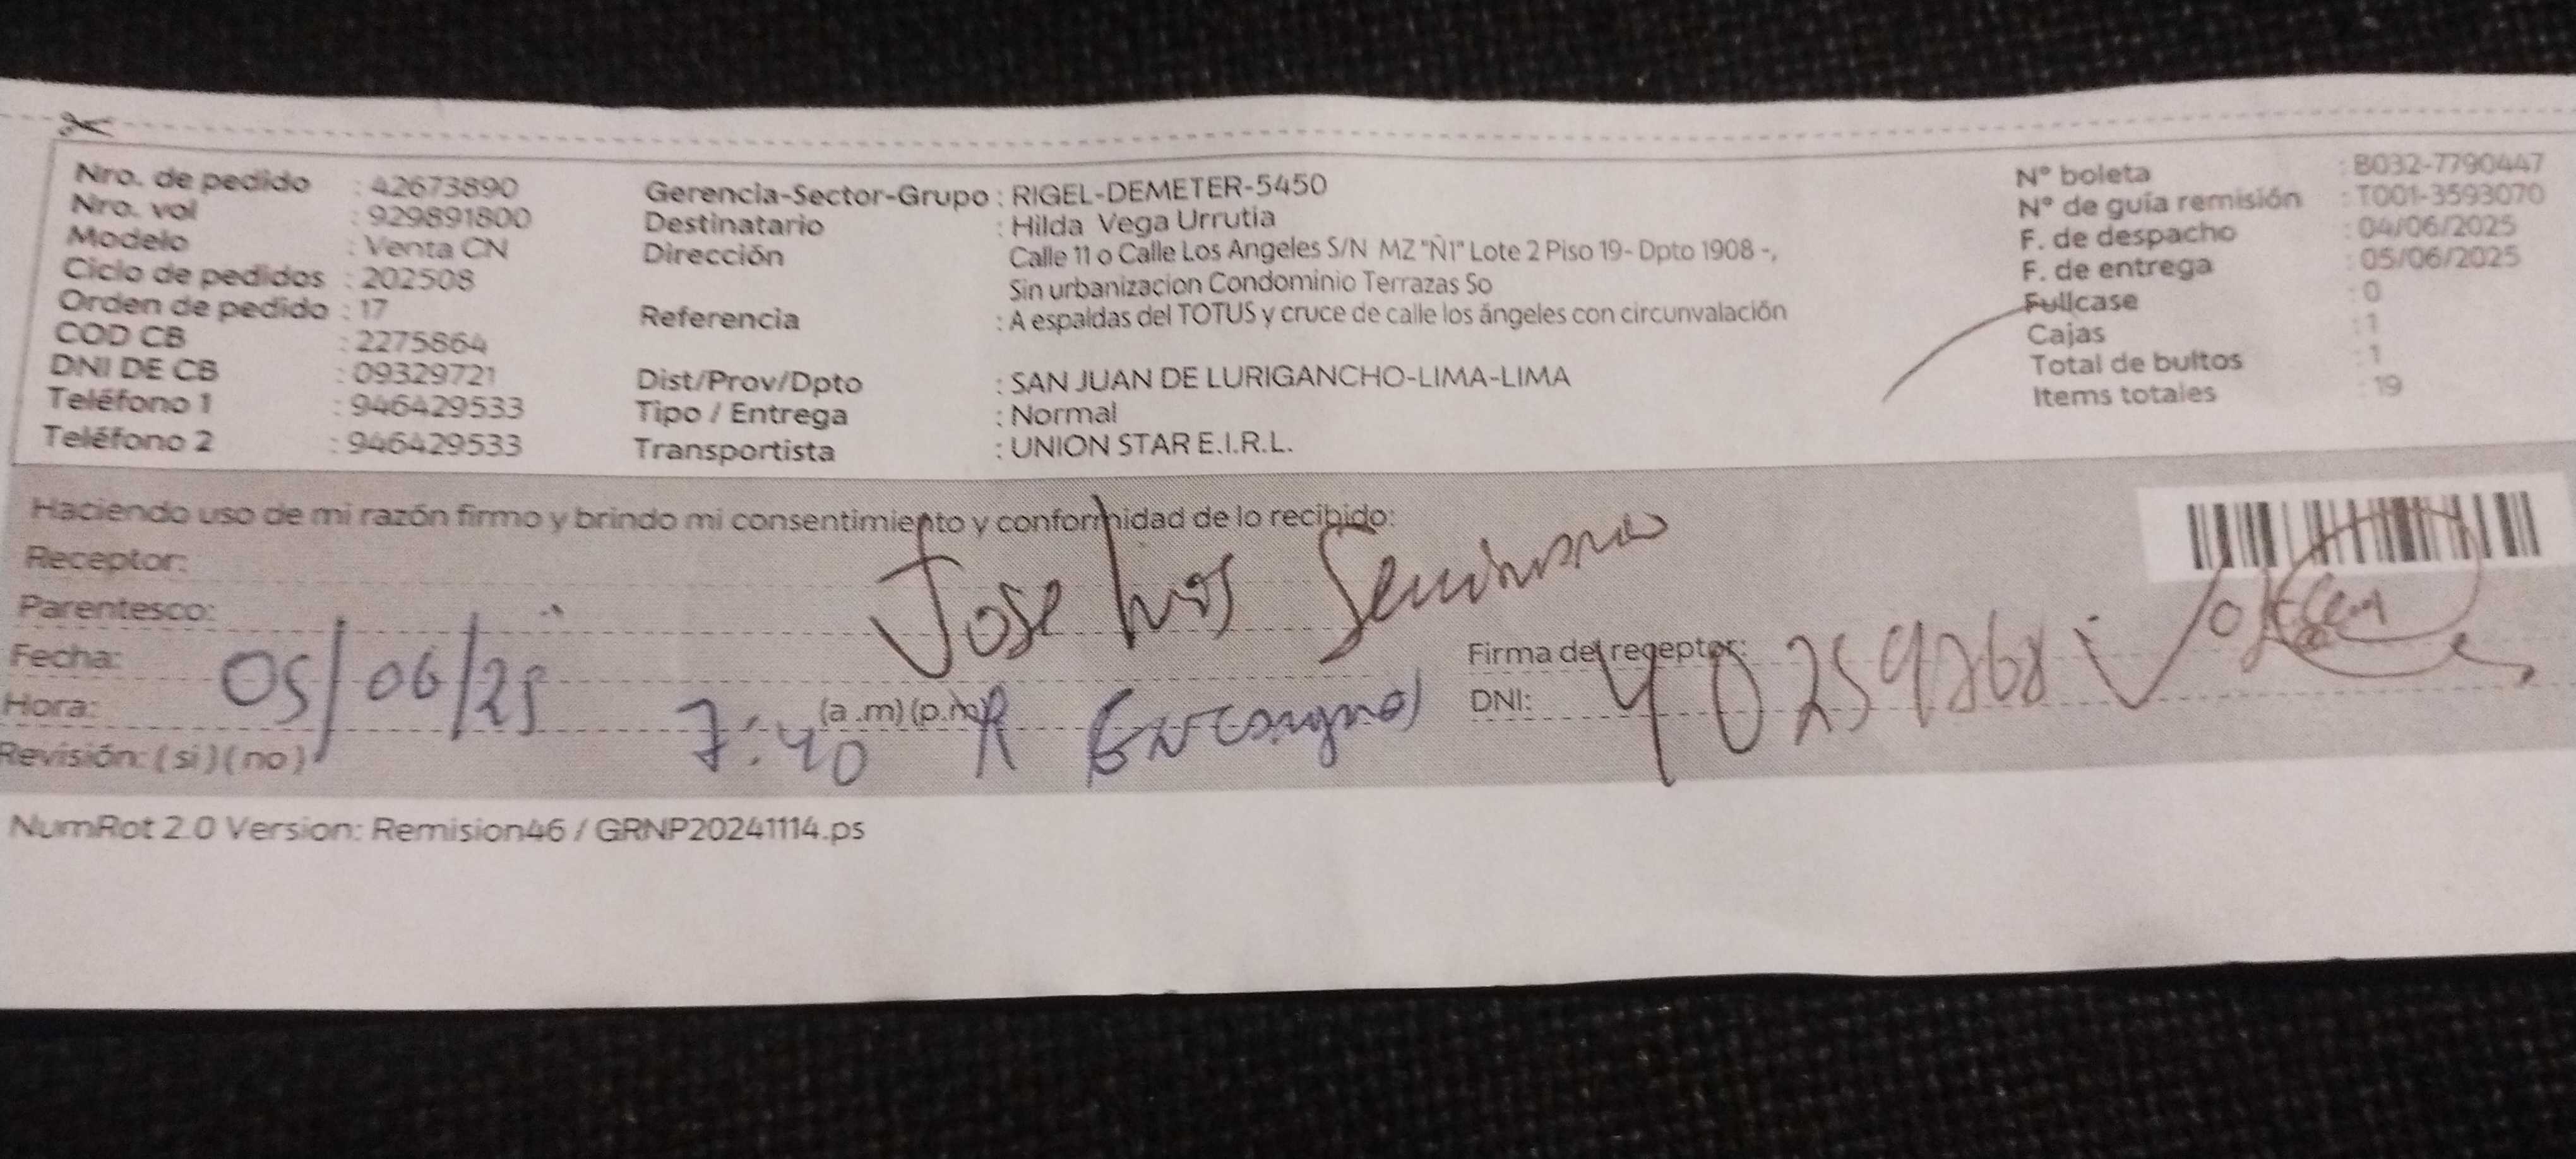 Nro. de pedido : 42673890
Nro. vol : 929891800
Modelo : Venta CN
Ciclo de pedidos : 202508
Orden de pedido : 17
COD CB : 2275864
DNI DE CB : 09329721
Teléfono 1 : 946429533
Teléfono 2 : 946429533
Gerencia-Sector-Grupo : RIGEL-DEMETER-5450
Destinatario : Hilda Vega Urrutia
Dirección Calle 11 o Calle Los Angeles S/N MZ "Ñ1" Lote 2 Piso 19- Dpto 1908 -,
Sin urbanizacion Condominio Terrazas So
Referencia : A espaldas del TOTUS y cruce de calle los ángeles con circunvalación
Dist/Prov/Dpto : SAN JUAN DE LURIGANCHO-LIMA-LIMA
Tipo / Entrega : Normal
Transportista : UNION STAR E.I.R.L.
N° boleta : B032-7790447
N° de guía remisión : T001-3593070
F. de despacho : 04/06/2025
F. de entrega : 05/06/2025
Fullcase : 0
Cajas : 1
Total de bultos : 1
Items totales : 19
Haciendo uso de mi razón firmo y brindo mi consentimiento y conformidad de lo recibido:
Receptor: Jose Luis
Parentesco:
Fecha: 05/06/25
Hora: 7:40 (a.m) (p.m)
Revisión: ( si ) ( no )
Firma del receptor:
DNI:
NumRot 2.0 Version: Remision46 / GRNP20241114.ps